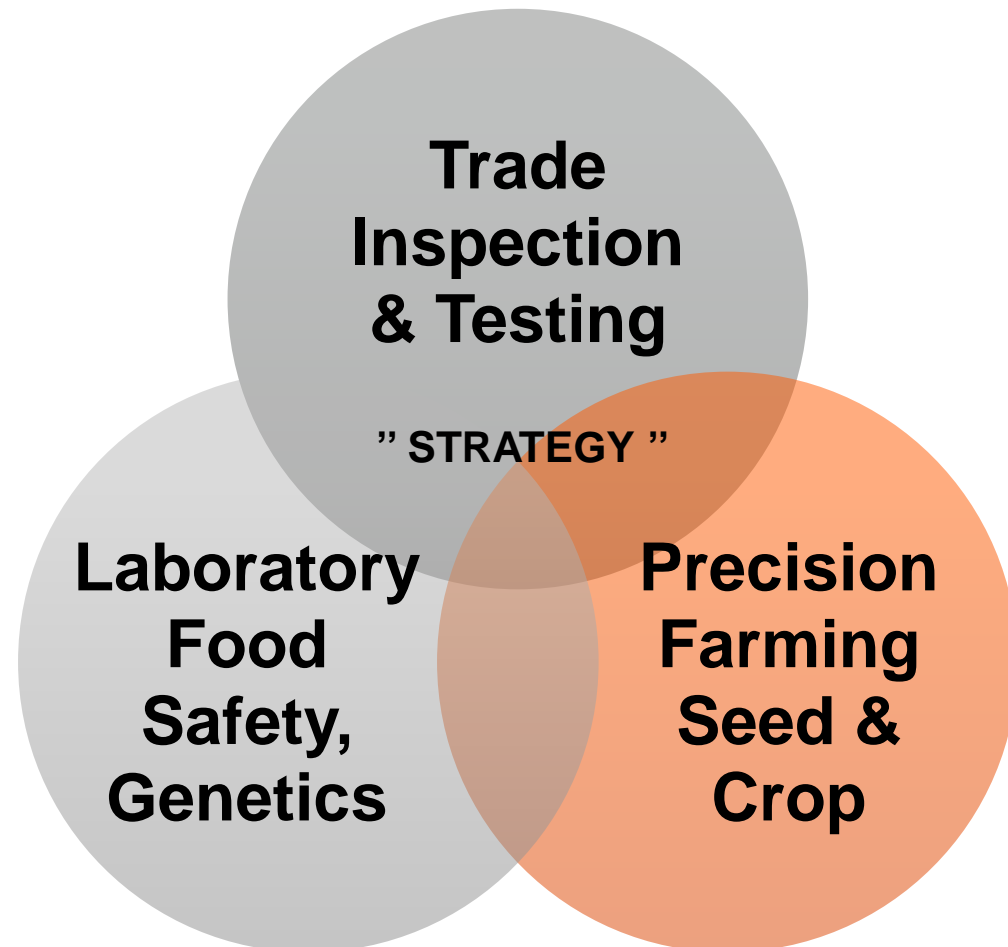 Trade
Inspection
& Testing
” STRATEGY ”
Laboratory
Food
Safety,
Genetics
Precision
Farming
Seed &
Crop